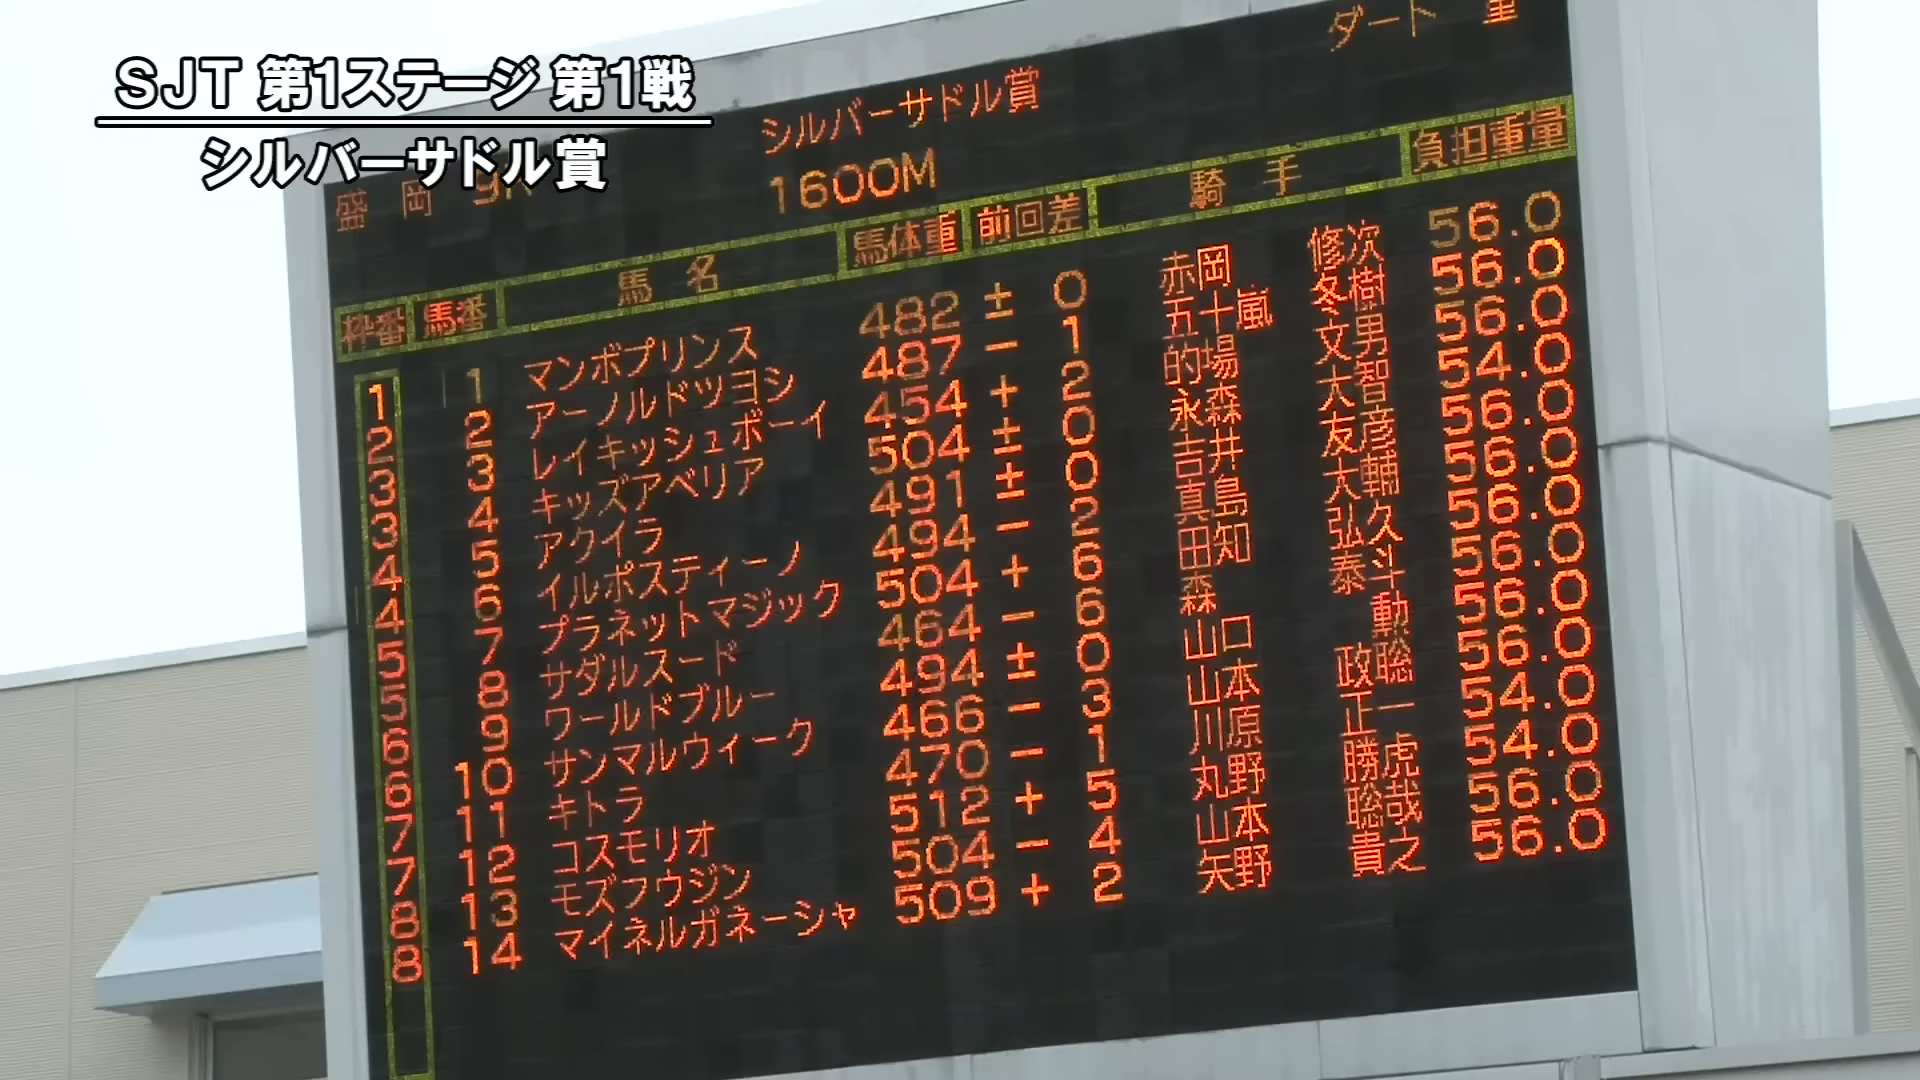 SJT 第1ステージ 第1戦
シルバーサドル賞
ダート 重
シルバーサドル賞
盛岡 9R 1600M
枠番 馬番 馬名 馬体重 前回差 騎手 負担重量
1 1 マンボプリンス 482 ± 0 赤岡 修次 56.0
2 2 アーノルドツヨシ 487 - 1 五十嵐 冬樹 56.0
3 3 レイキッシュボーイ 454 + 2 的場 文男 56.0
3 4 キッズアベリア 504 ± 0 永森 大智 54.0
4 5 アクイラ 491 ± 0 吉井 友彦 56.0
4 6 イルポスティーノ 494 - 2 真島 大輔 56.0
5 7 プラネットマジック 504 + 6 田知 弘久 56.0
5 8 サダルスード 464 - 6 森 泰斗 56.0
6 9 ワールドブルー 494 ± 0 山口 勲 56.0
6 10 サンマルウィーク 466 - 3 山本 政聡 56.0
7 11 キトラ 470 - 1 川原 正一 54.0
7 12 コスモリオ 512 + 5 丸野 勝虎 54.0
8 13 モズフウジン 504 - 4 山本 聡哉 56.0
8 14 マイネルガネーシャ 509 + 2 矢野 貴之 56.0